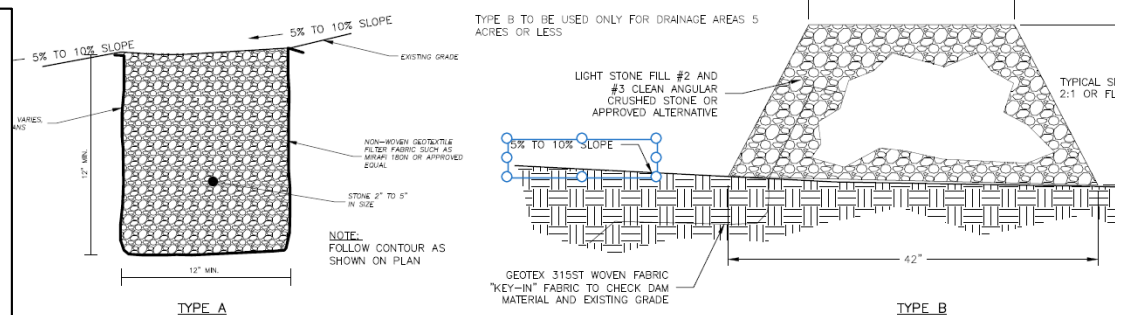 5% TO 10% SLOPE
5% TO 10% SLOPE
EXISTING GRADE
VARIES,
12" MIN.
NON-WOVEN GEOTEXTILE
FILTER FABRIC SUCH AS
MIRAFI 180N OR APPROVED
EQUAL
STONE 2" TO 5"
IN SIZE
NOTE:
FOLLOW CONTOUR AS
SHOWN ON PLAN
12" MIN.
TYPE A
TYPE B TO BE USED ONLY FOR DRAINAGE AREAS 5
ACRES OR LESS
LIGHT STONE FILL #2 AND
#3 CLEAN ANGULAR
CRUSHED STONE OR
APPROVED ALTERNATIVE
TYPICAL
2:1 OR
5% TO 10% SLOPE
GEOTEX 315ST WOVEN FABRIC
"KEY-IN" FABRIC TO CHECK DAM
MATERIAL AND EXISTING GRADE
42"
TYPE B